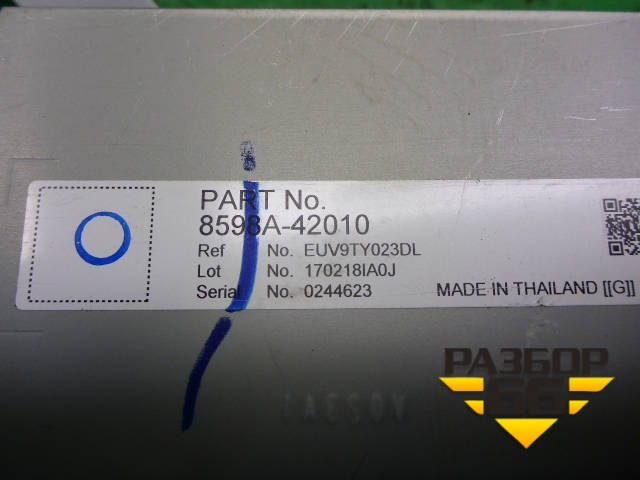 PART No.
8598A-42010
Ref No. EUV9TY023DL
Lot No. 170218IA0J
Serial No. 0244623
MADE IN THAILAND [[G]]
РАЗБОР
66